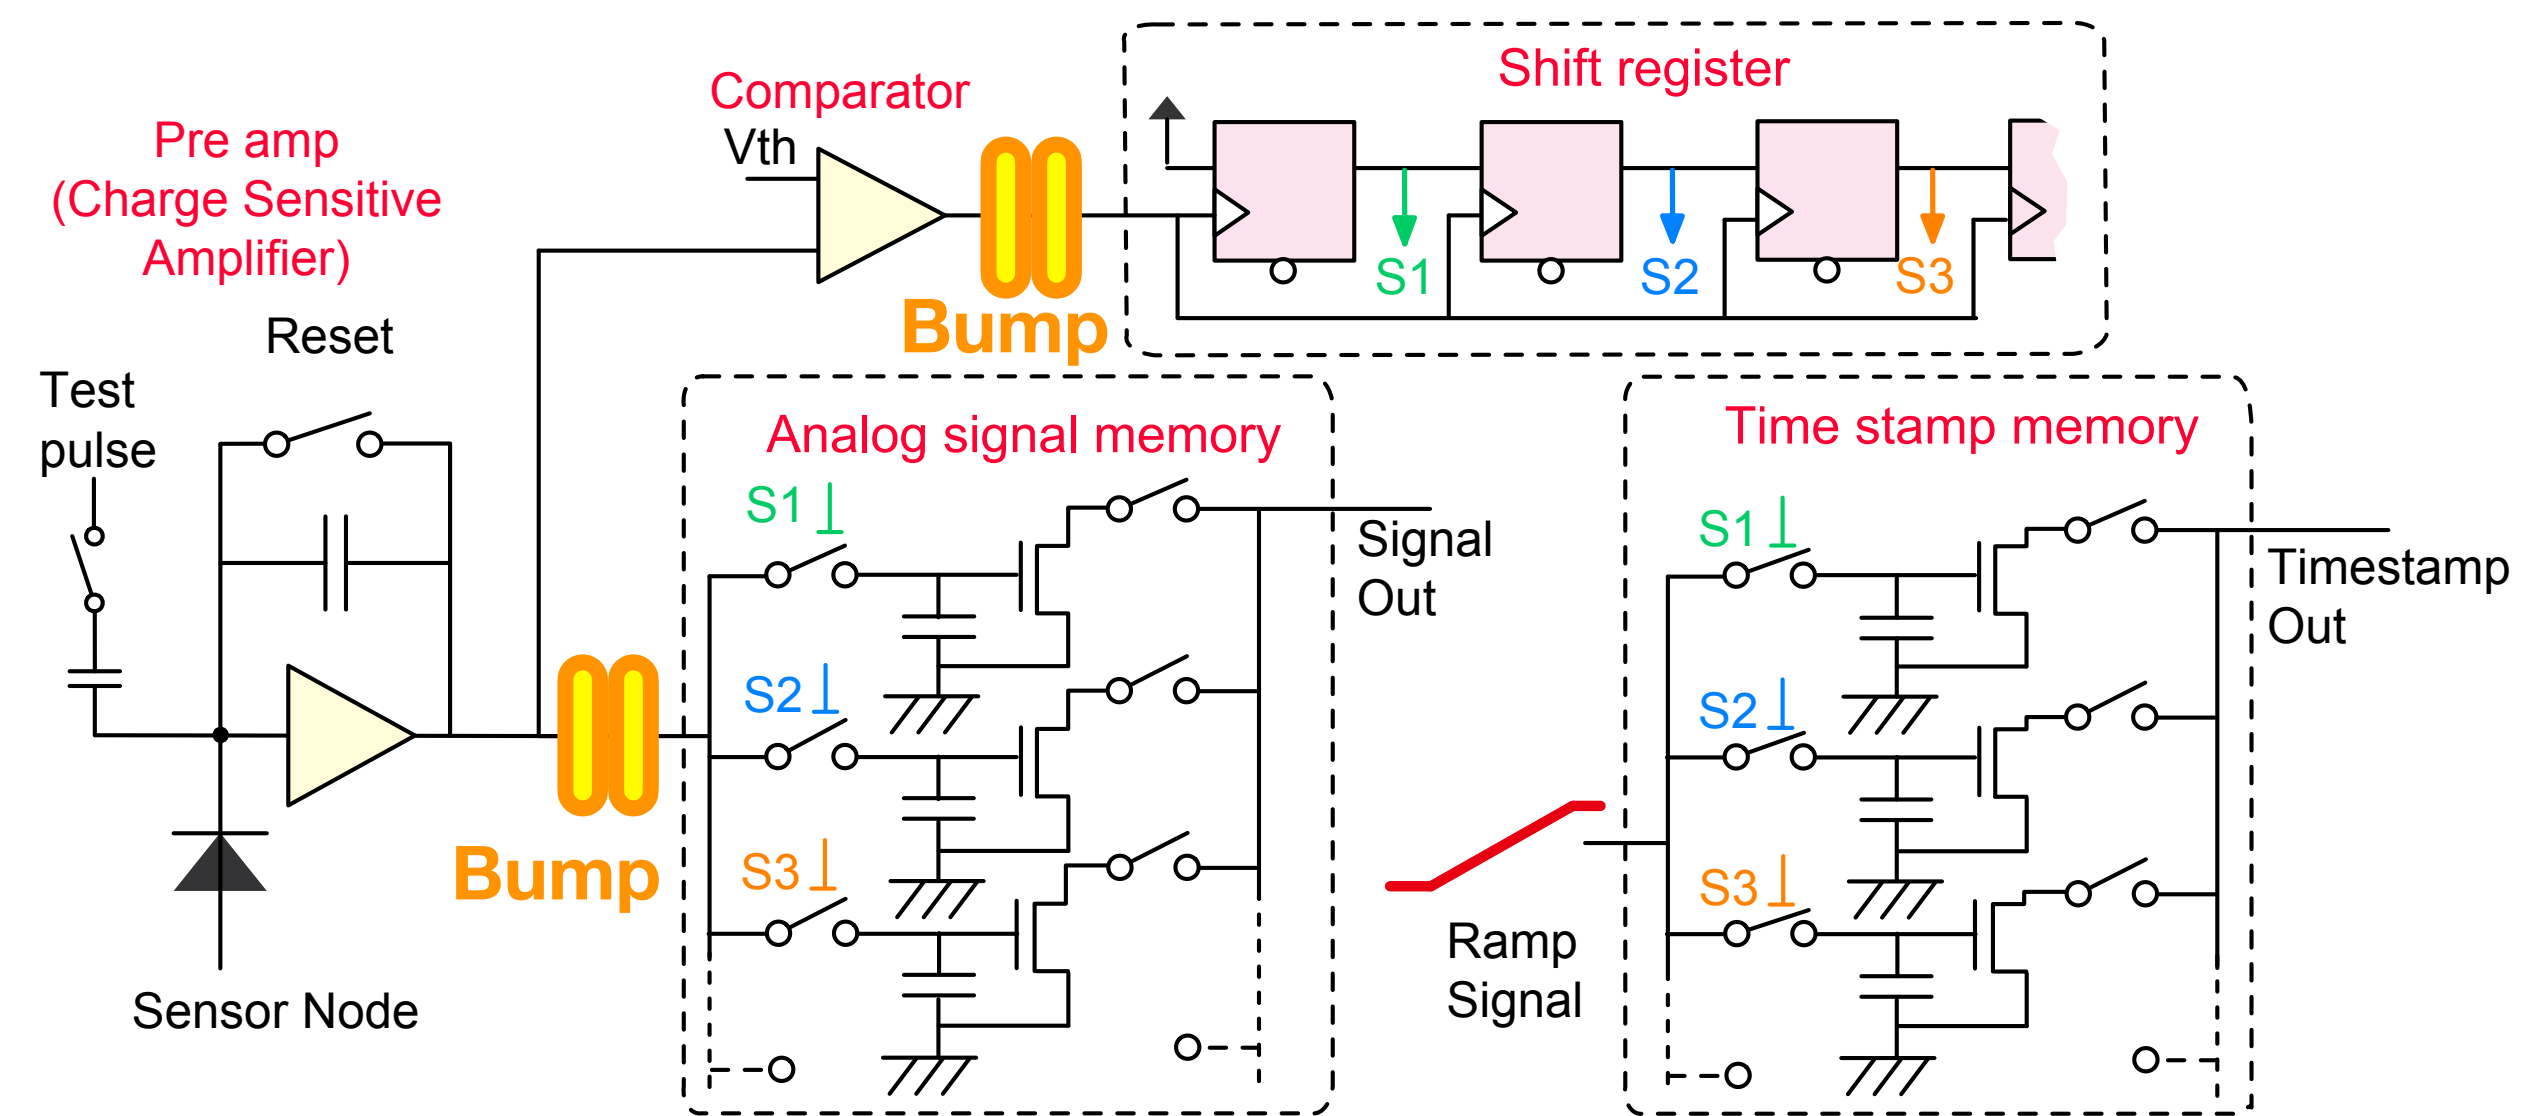 Shift register
Comparator
Vth
Pre amp
(Charge Sensitive
Amplifier)
S1
S2
S3
Bump
Reset
Test
pulse
Analog signal memory
Time stamp memory
S1
S2
S3
Signal
Out
S1
S2
S3
Timestamp
Out
Bump
Ramp
Signal
Sensor Node